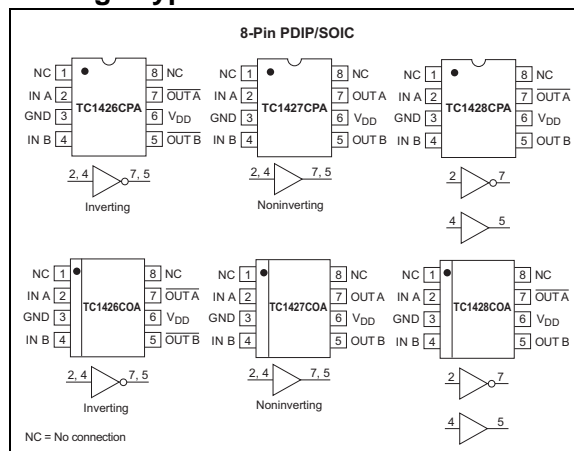 8-Pin PDIP/SOIC
NC 1 8 NC
IN A 2 7 OUT A
GND 3 6 VDD
IN B 4 5 OUT B
TC1426CPA
2, 4 7, 5
Inverting
NC 1 8 NC
IN A 2 7 OUT A
GND 3 6 VDD
IN B 4 5 OUT B
TC1427CPA
2, 4 7, 5
Noninverting
NC 1 8 NC
IN A 2 7 OUT A
GND 3 6 VDD
IN B 4 5 OUT B
TC1428CPA
2 7
4 5
NC 1 8 NC
IN A 2 7 OUT A
GND 3 6 VDD
IN B 4 5 OUT B
TC1426COA
2, 4 7, 5
Inverting
NC 1 8 NC
IN A 2 7 OUT A
GND 3 6 VDD
IN B 4 5 OUT B
TC1427COA
2, 4 7, 5
Noninverting
NC 1 8 NC
IN A 2 7 OUT A
GND 3 6 VDD
IN B 4 5 OUT B
TC1428COA
2 7
4 5
NC = No connection